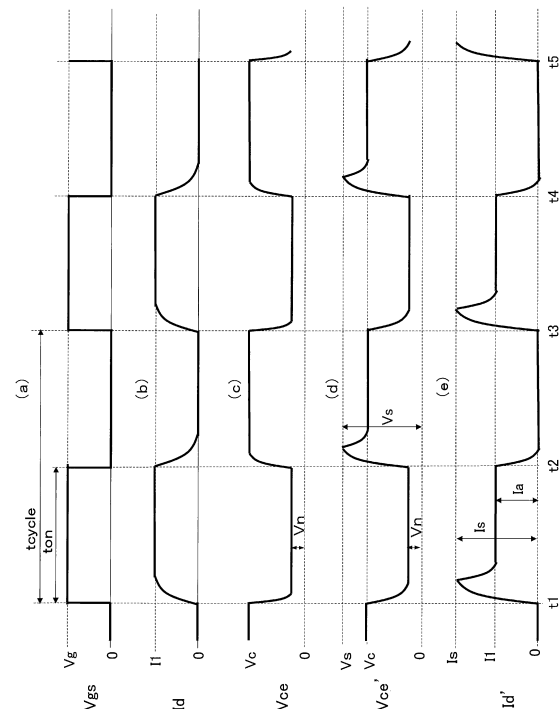 (a)
tcycle
ton
Vg
0
Vgs
(b)
I1
0
Id
(c)
Vc
Vn
0
Vce
(d)
Vs
Vs
Vc
Vn
0
Vce'
(e)
Is
Is
I1
Ia
0
Id'
t1
t2
t3
t4
t5